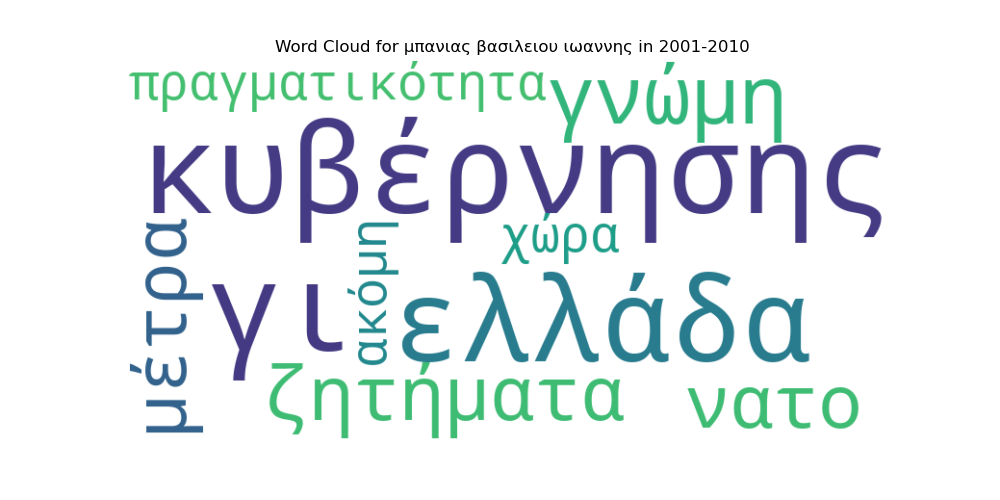 Word Cloud for μπανιας βασιλειου ιωαννης in 2001-2010
πραγματικότητα
γνώμη
κυβέρνησης
μέτρα
γι
ακόμη
χώρα
ελλάδα
ζητήματα
νατο